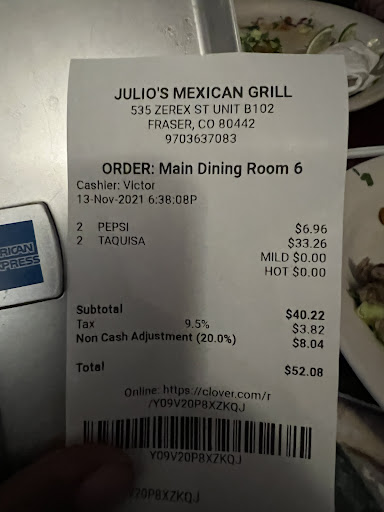 JULIO'S MEXICAN GRILL
535 ZEREX ST UNIT B102
FRASER, CO 80442
9703637083
ORDER: Main Dining Room 6
Cashier: Victor
13-Nov-2021 6:38:08P
2 PEPSI $6.96
2 TAQUISA $33.26
MILD $0.00
HOT $0.00
Subtotal $40.22
Tax 9.5% $3.82
Non Cash Adjustment (20.0%) $8.04
Total $52.08
Online: https://clover.com/r
/Y09V20P8XZKQJ
Y09V20P8XZKQJ
/20P8XZKQJ
RICAN
PRESS